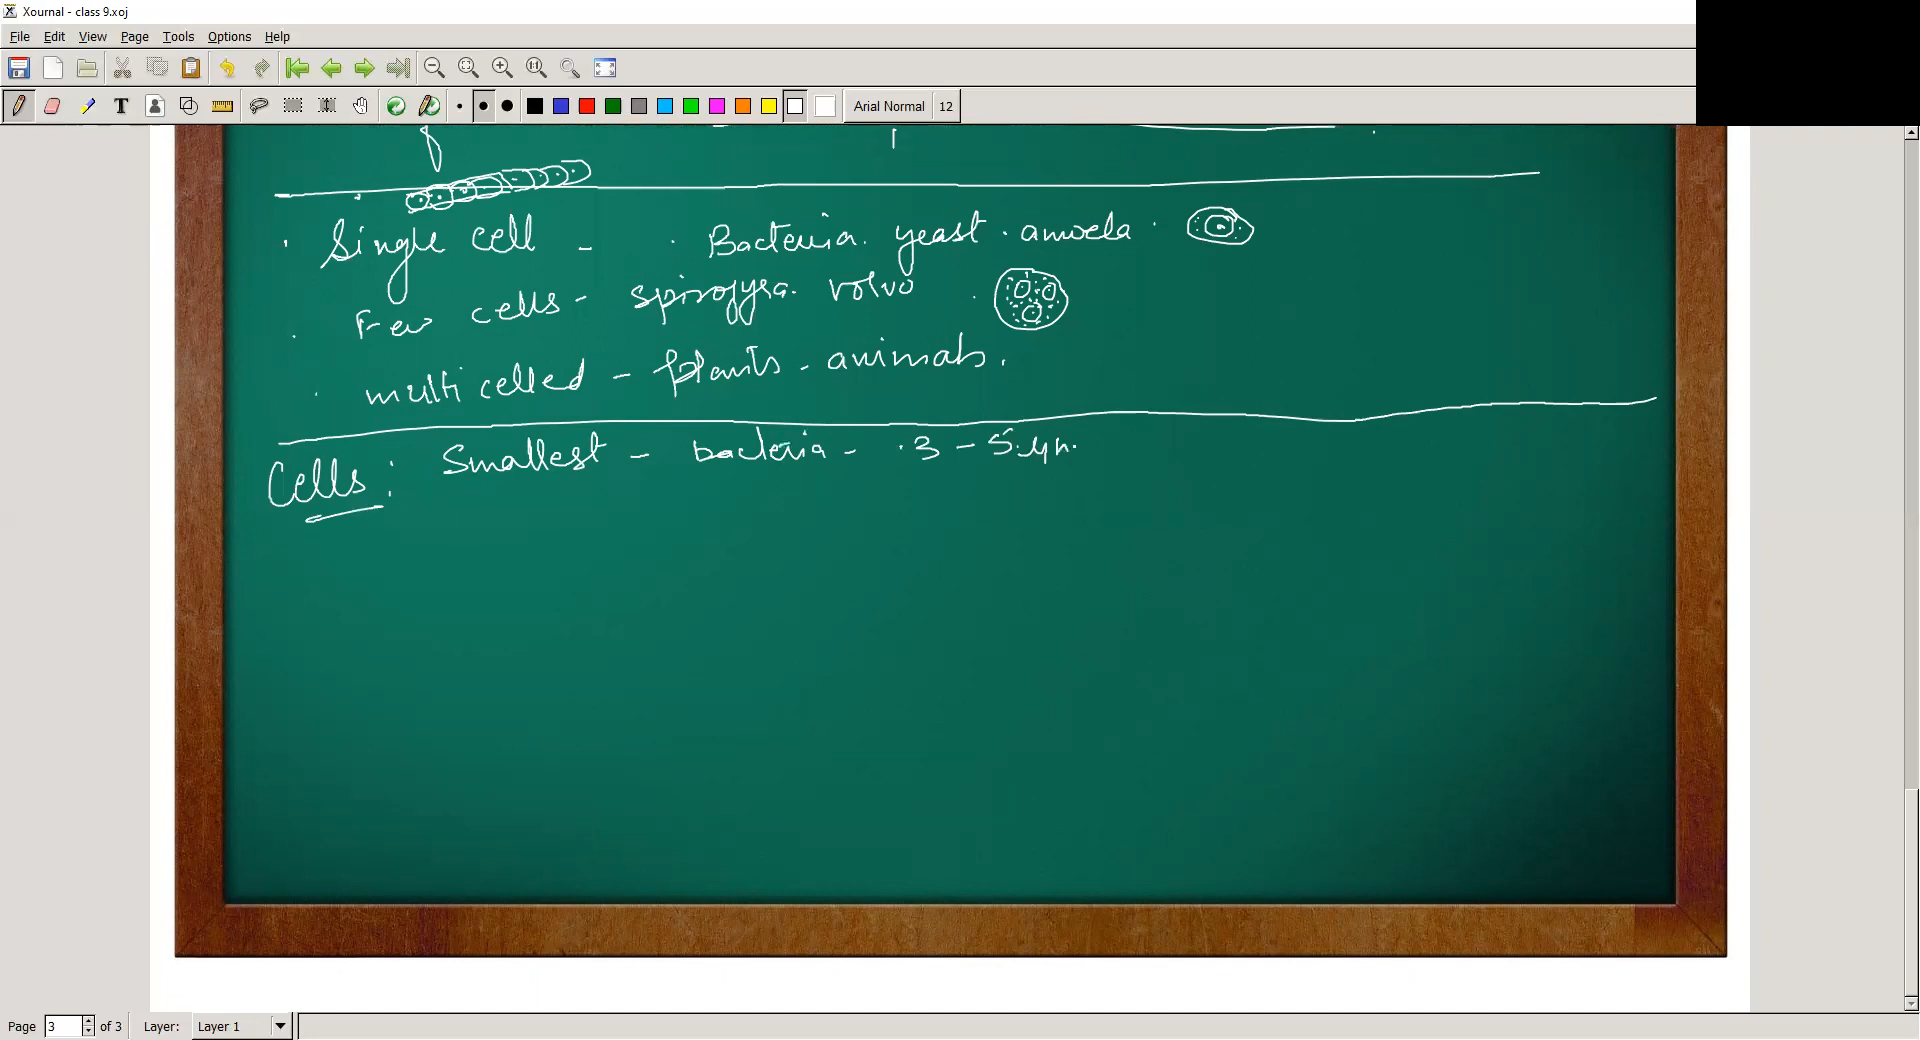 Xournal - class 9.xoj
File Edit View Page Tools Options Help
Arial Normal 12
Single cell - Bacteria. yeast. amoeba.
Few cells - spirogyra. volvo
multi celled - plants - animals.
Cells: Smallest - bacteria - .3 - 5 μm.
Page 3 of 3 Layer: Layer 1